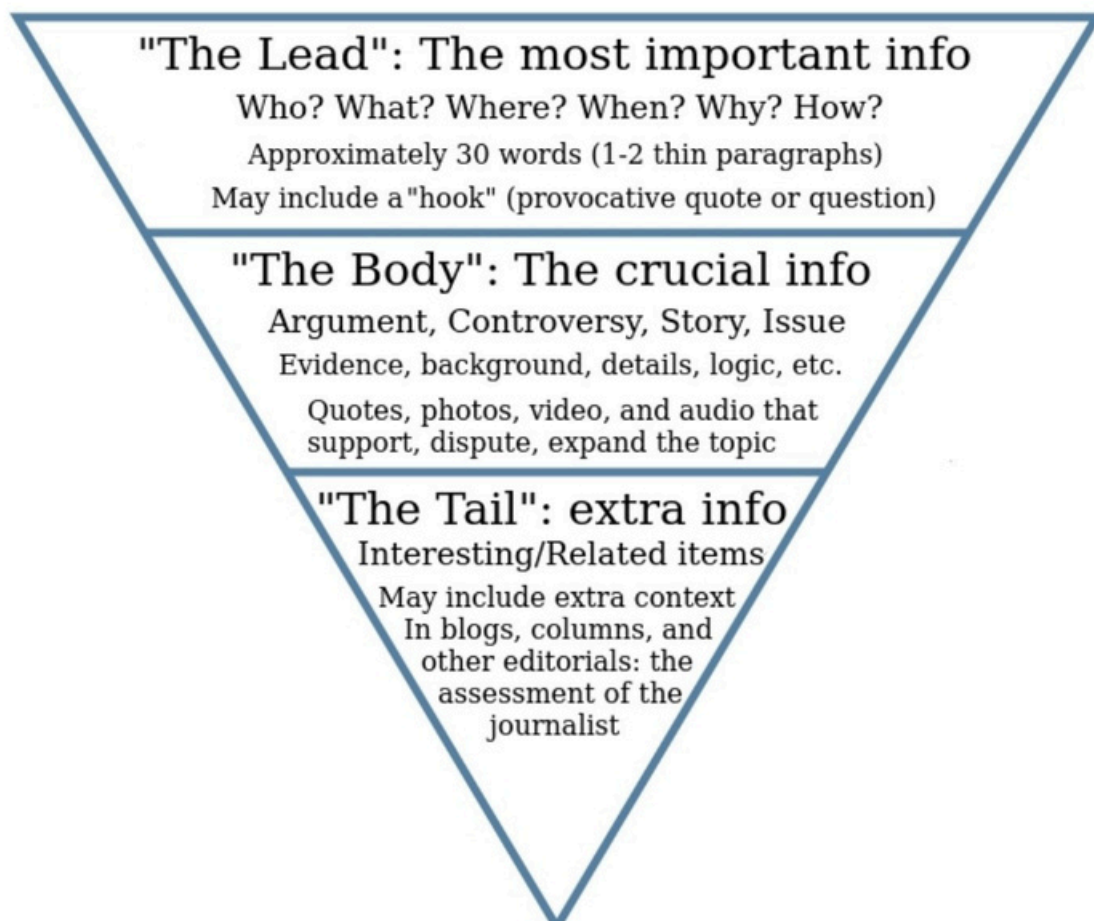 "The Lead": The most important info
Who? What? Where? When? Why? How?
Approximately 30 words (1-2 thin paragraphs)
May include a "hook" (provocative quote or question)
"The Body": The crucial info
Argument, Controversy, Story, Issue
Evidence, background, details, logic, etc.
Quotes, photos, video, and audio that
support, dispute, expand the topic
"The Tail": extra info
Interesting/Related items
May include extra context
In blogs, columns, and
other editorials: the
assessment of the
journalist